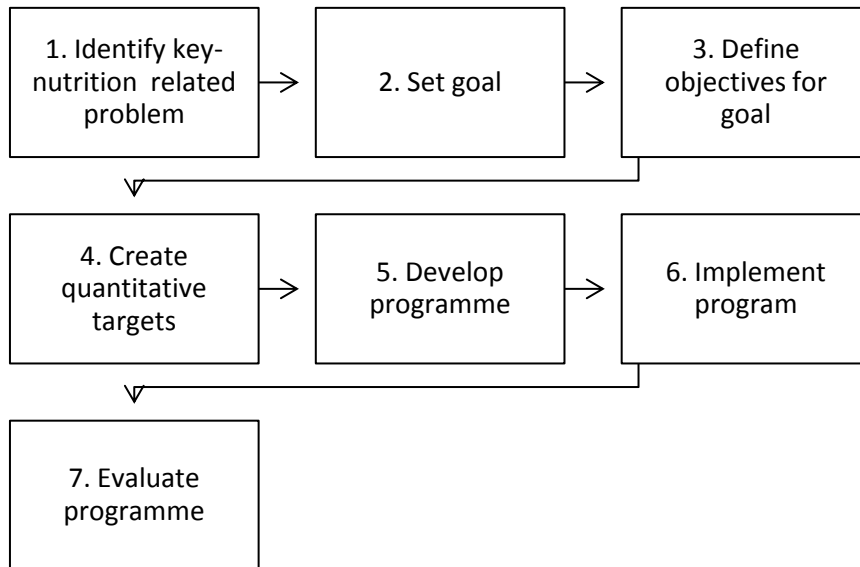 1. Identify key-
nutrition related
problem
2. Set goal
3. Define
objectives for
goal
4. Create
quantitative
targets
5. Develop
programme
6. Implement
program
7. Evaluate
programme